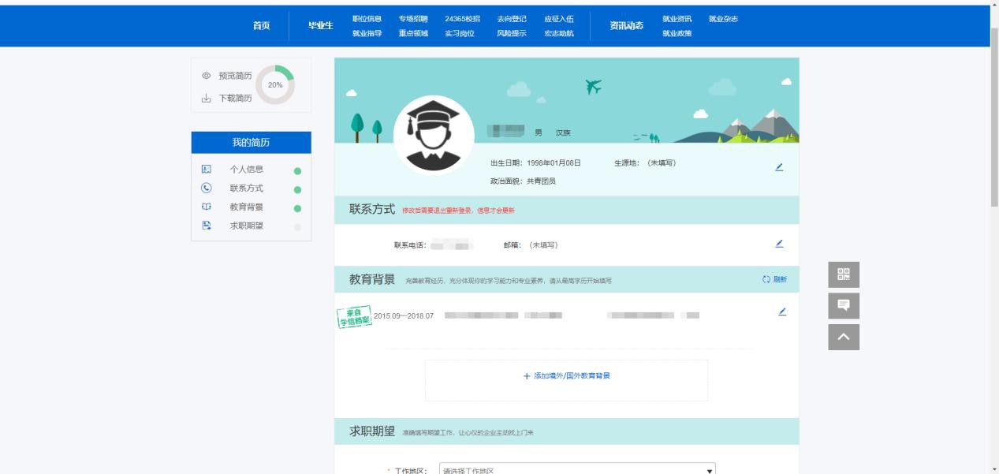 首页
毕业生
职位信息 专场招聘 24365校招 去向登记 应征入伍
就业指导 重点领域 实习岗位 风险提示 宏志助航
资讯动态
就业资讯 就业杂志
就业政策
预览简历
下载简历
20%
我的简历
个人信息
联系方式
教育背景
求职期望
男 汉族
出生日期：1998年01月08日 生源地：（未填写）
政治面貌：共青团员
联系方式 修改后需要退出重新登录，信息才会更新
联系电话： 邮箱：（未填写）
教育背景 完善教育经历，充分体现你的学习能力和专业素养，请从最高学历开始填写 刷新
来自
学信档案
2015.09—2018.07
+ 添加境外/国外教育背景
求职期望 准确填写期望工作，让心仪的企业主动找上门来
* 工作地区： 请选择工作地区